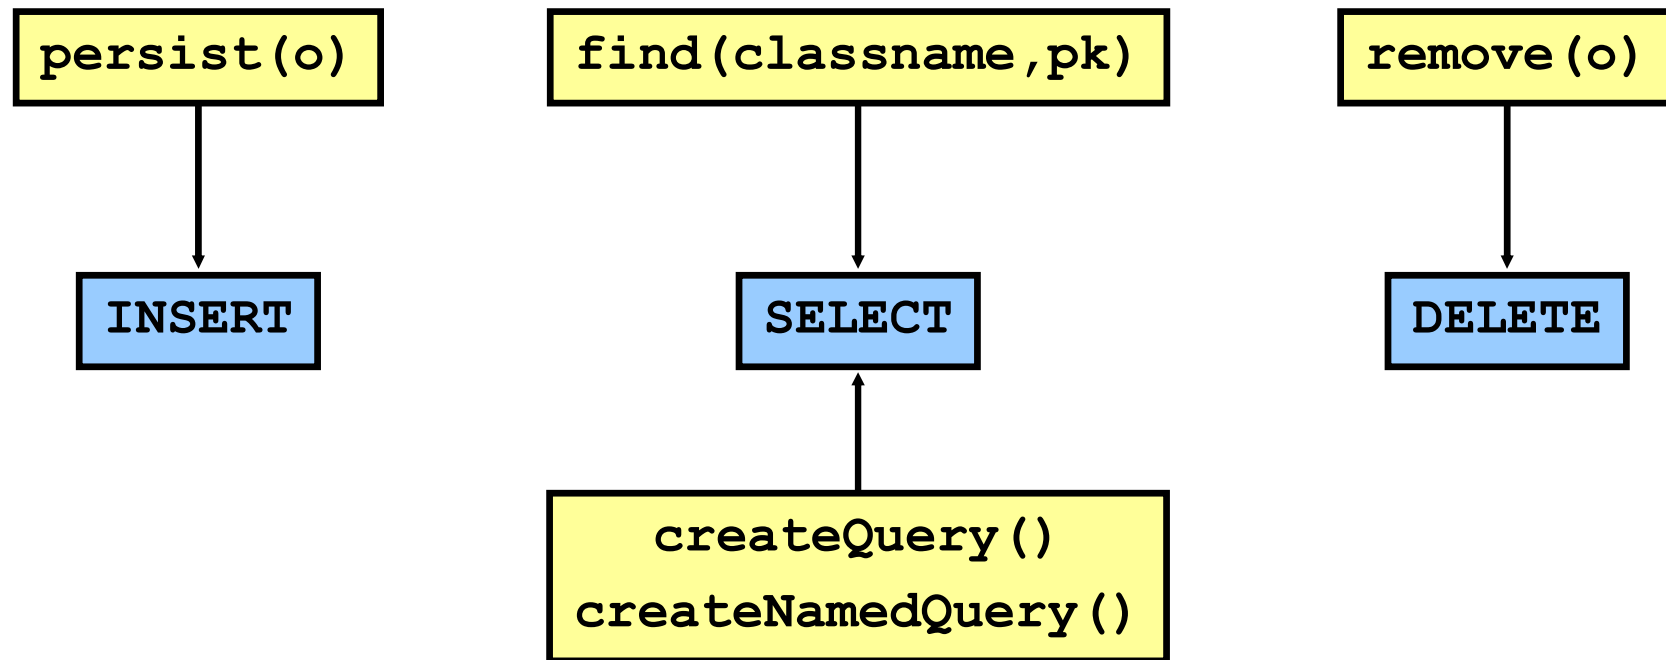 persist(o)
find(classname,pk)
remove(o)
INSERT
SELECT
DELETE
createQuery()
createNamedQuery()